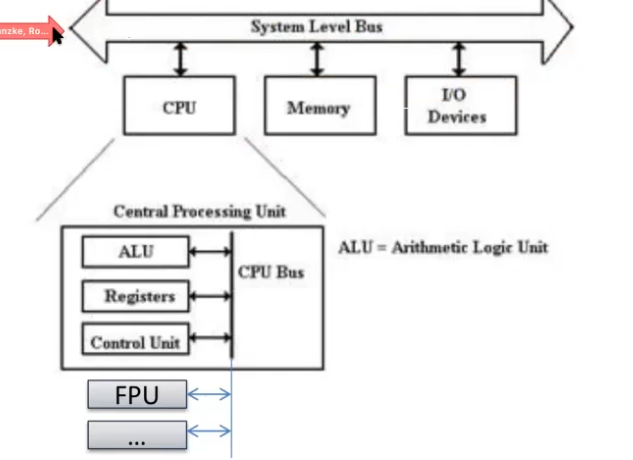 System Level Bus
nzke, Ro...
CPU
Memory
I/O
Devices
Central Processing Unit
ALU
ALU = Arithmetic Logic Unit
CPU Bus
Registers
Control Unit
FPU
...